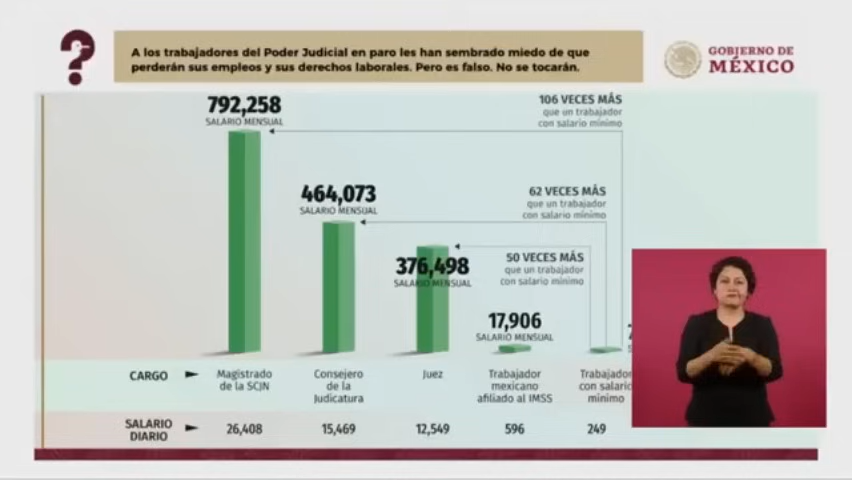 A los trabajadores del Poder Judicial en paro les han sembrado miedo de que
perderán sus empleos y sus derechos laborales. Pero es falso. No se tocarán.
GOBIERNO DE
MÉXICO
792,258
SALARIO MENSUAL
106 VECES MÁS
que un trabajador
con salario mínimo
464,073
SALARIO MENSUAL
62 VECES MÁS
que un trabajador
con salario mínimo
376,498
SALARIO MENSUAL
50 VECES MÁS
que un trabajador
con salario mínimo
17,906
SALARIO MENSUAL
CARGO
Magistrado
de la SCJN
Consejero
de la
Judicatura
Juez
Trabajador
mexicano
afiliado al IMSS
Trabajador
con salario
mínimo
SALARIO
DIARIO
26,408
15,469
12,549
596
249